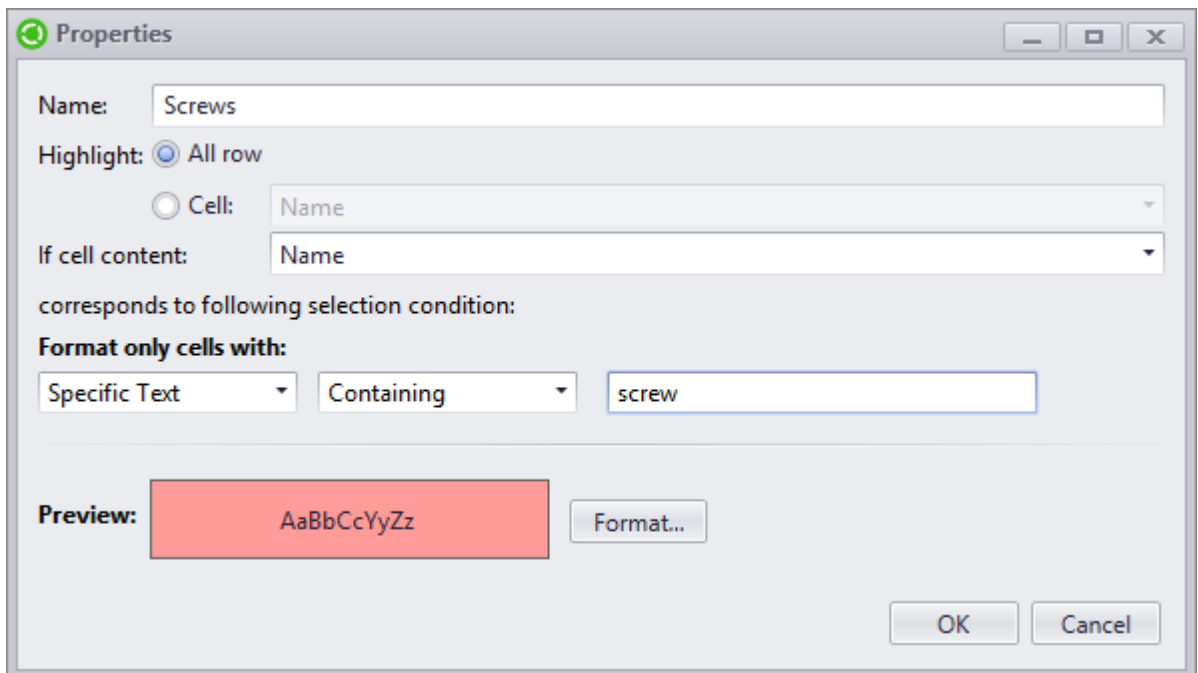 Properties
Name: Screws
Highlight: All row
Cell: Name
If cell content: Name
corresponds to following selection condition:
Format only cells with:
Specific Text Containing screw
Preview: AaBbCcYyZz Format...
OK Cancel